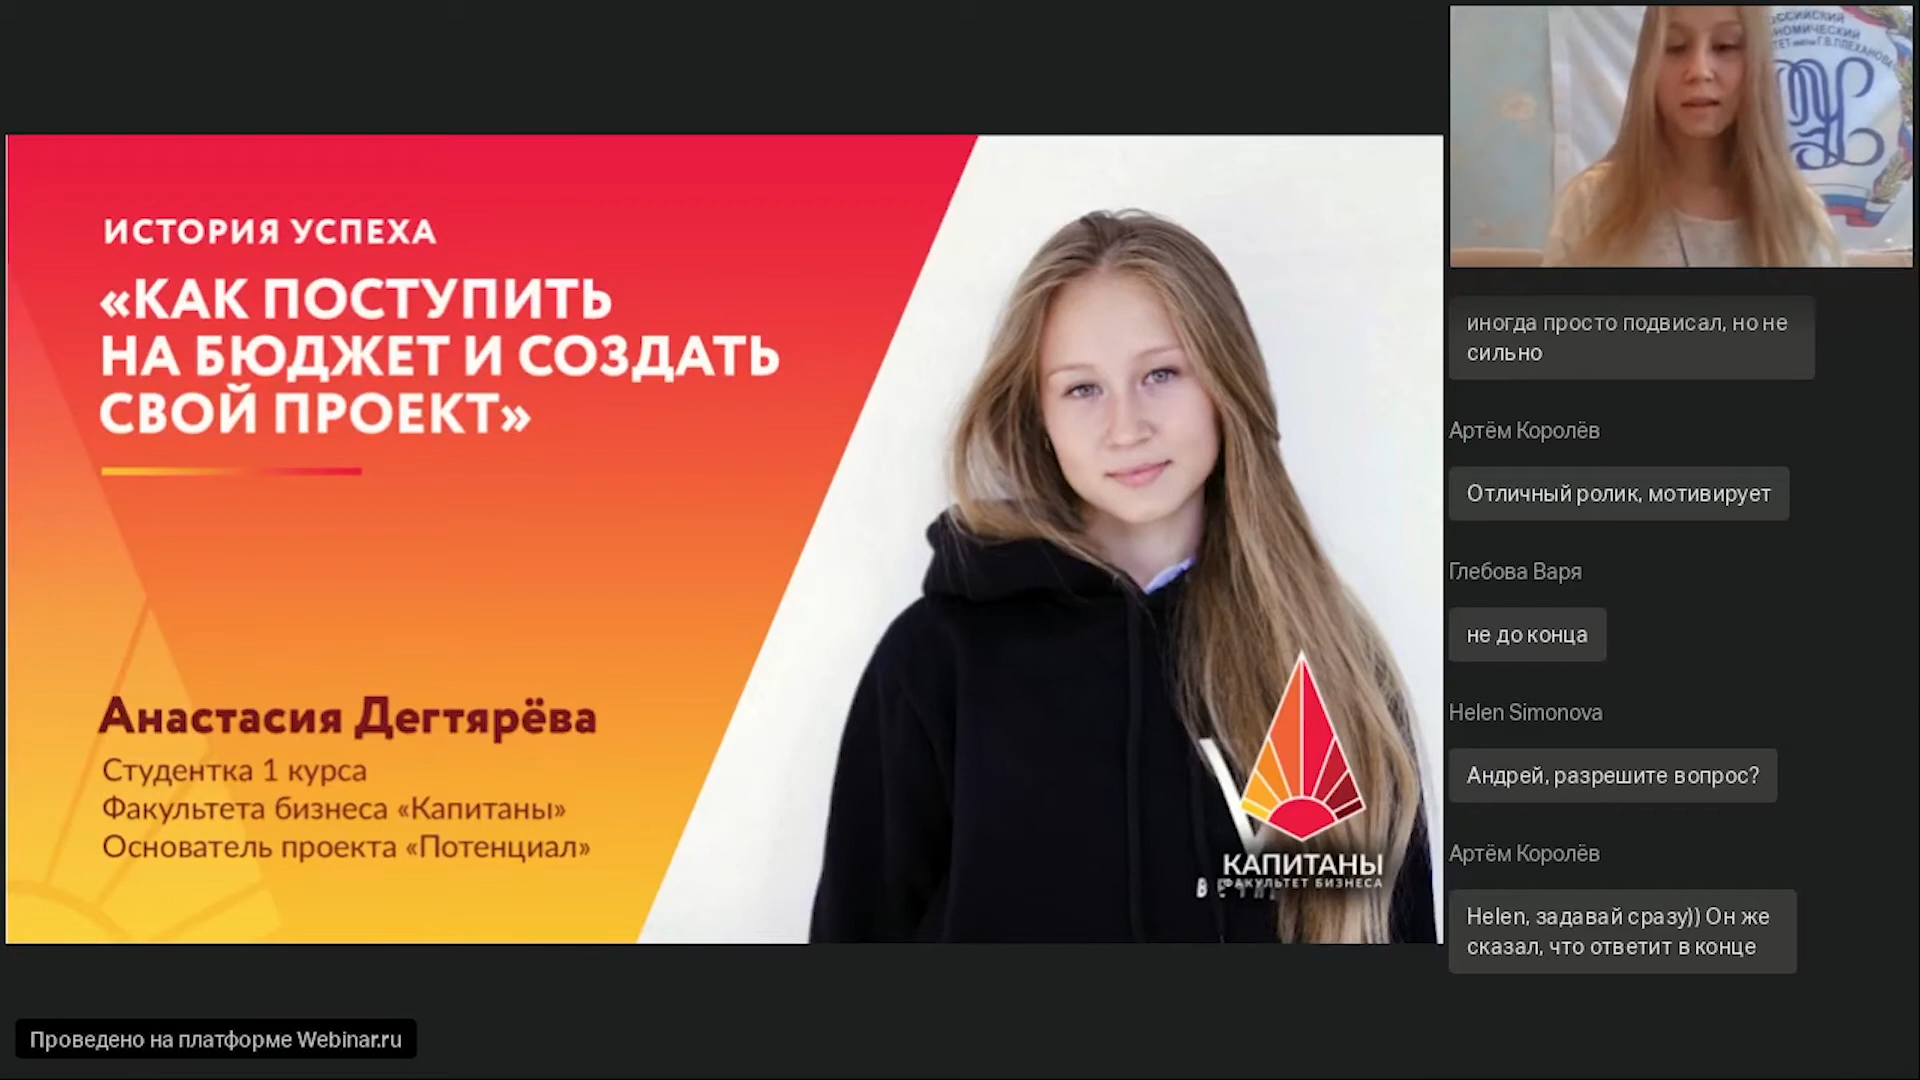 ИСТОРИЯ УСПЕХА
«КАК ПОСТУПИТЬ
НА БЮДЖЕТ И СОЗДАТЬ
СВОЙ ПРОЕКТ»
Анастасия Дегтярёва
Студентка 1 курса
Факультета бизнеса «Капитаны»
Основатель проекта «Потенциал»
КАПИТАНЫ
ФАКУЛЬТЕТ БИЗНЕСА
Проведено на платформе Webinar.ru
иногда просто подвисал, но не
сильно
Артём Королёв
Отличный ролик, мотивирует
Глебова Варя
не до конца
Helen Simonova
Андрей, разрешите вопрос?
Артём Королёв
Helen, задавай сразу)) Он же
сказал, что ответит в конце